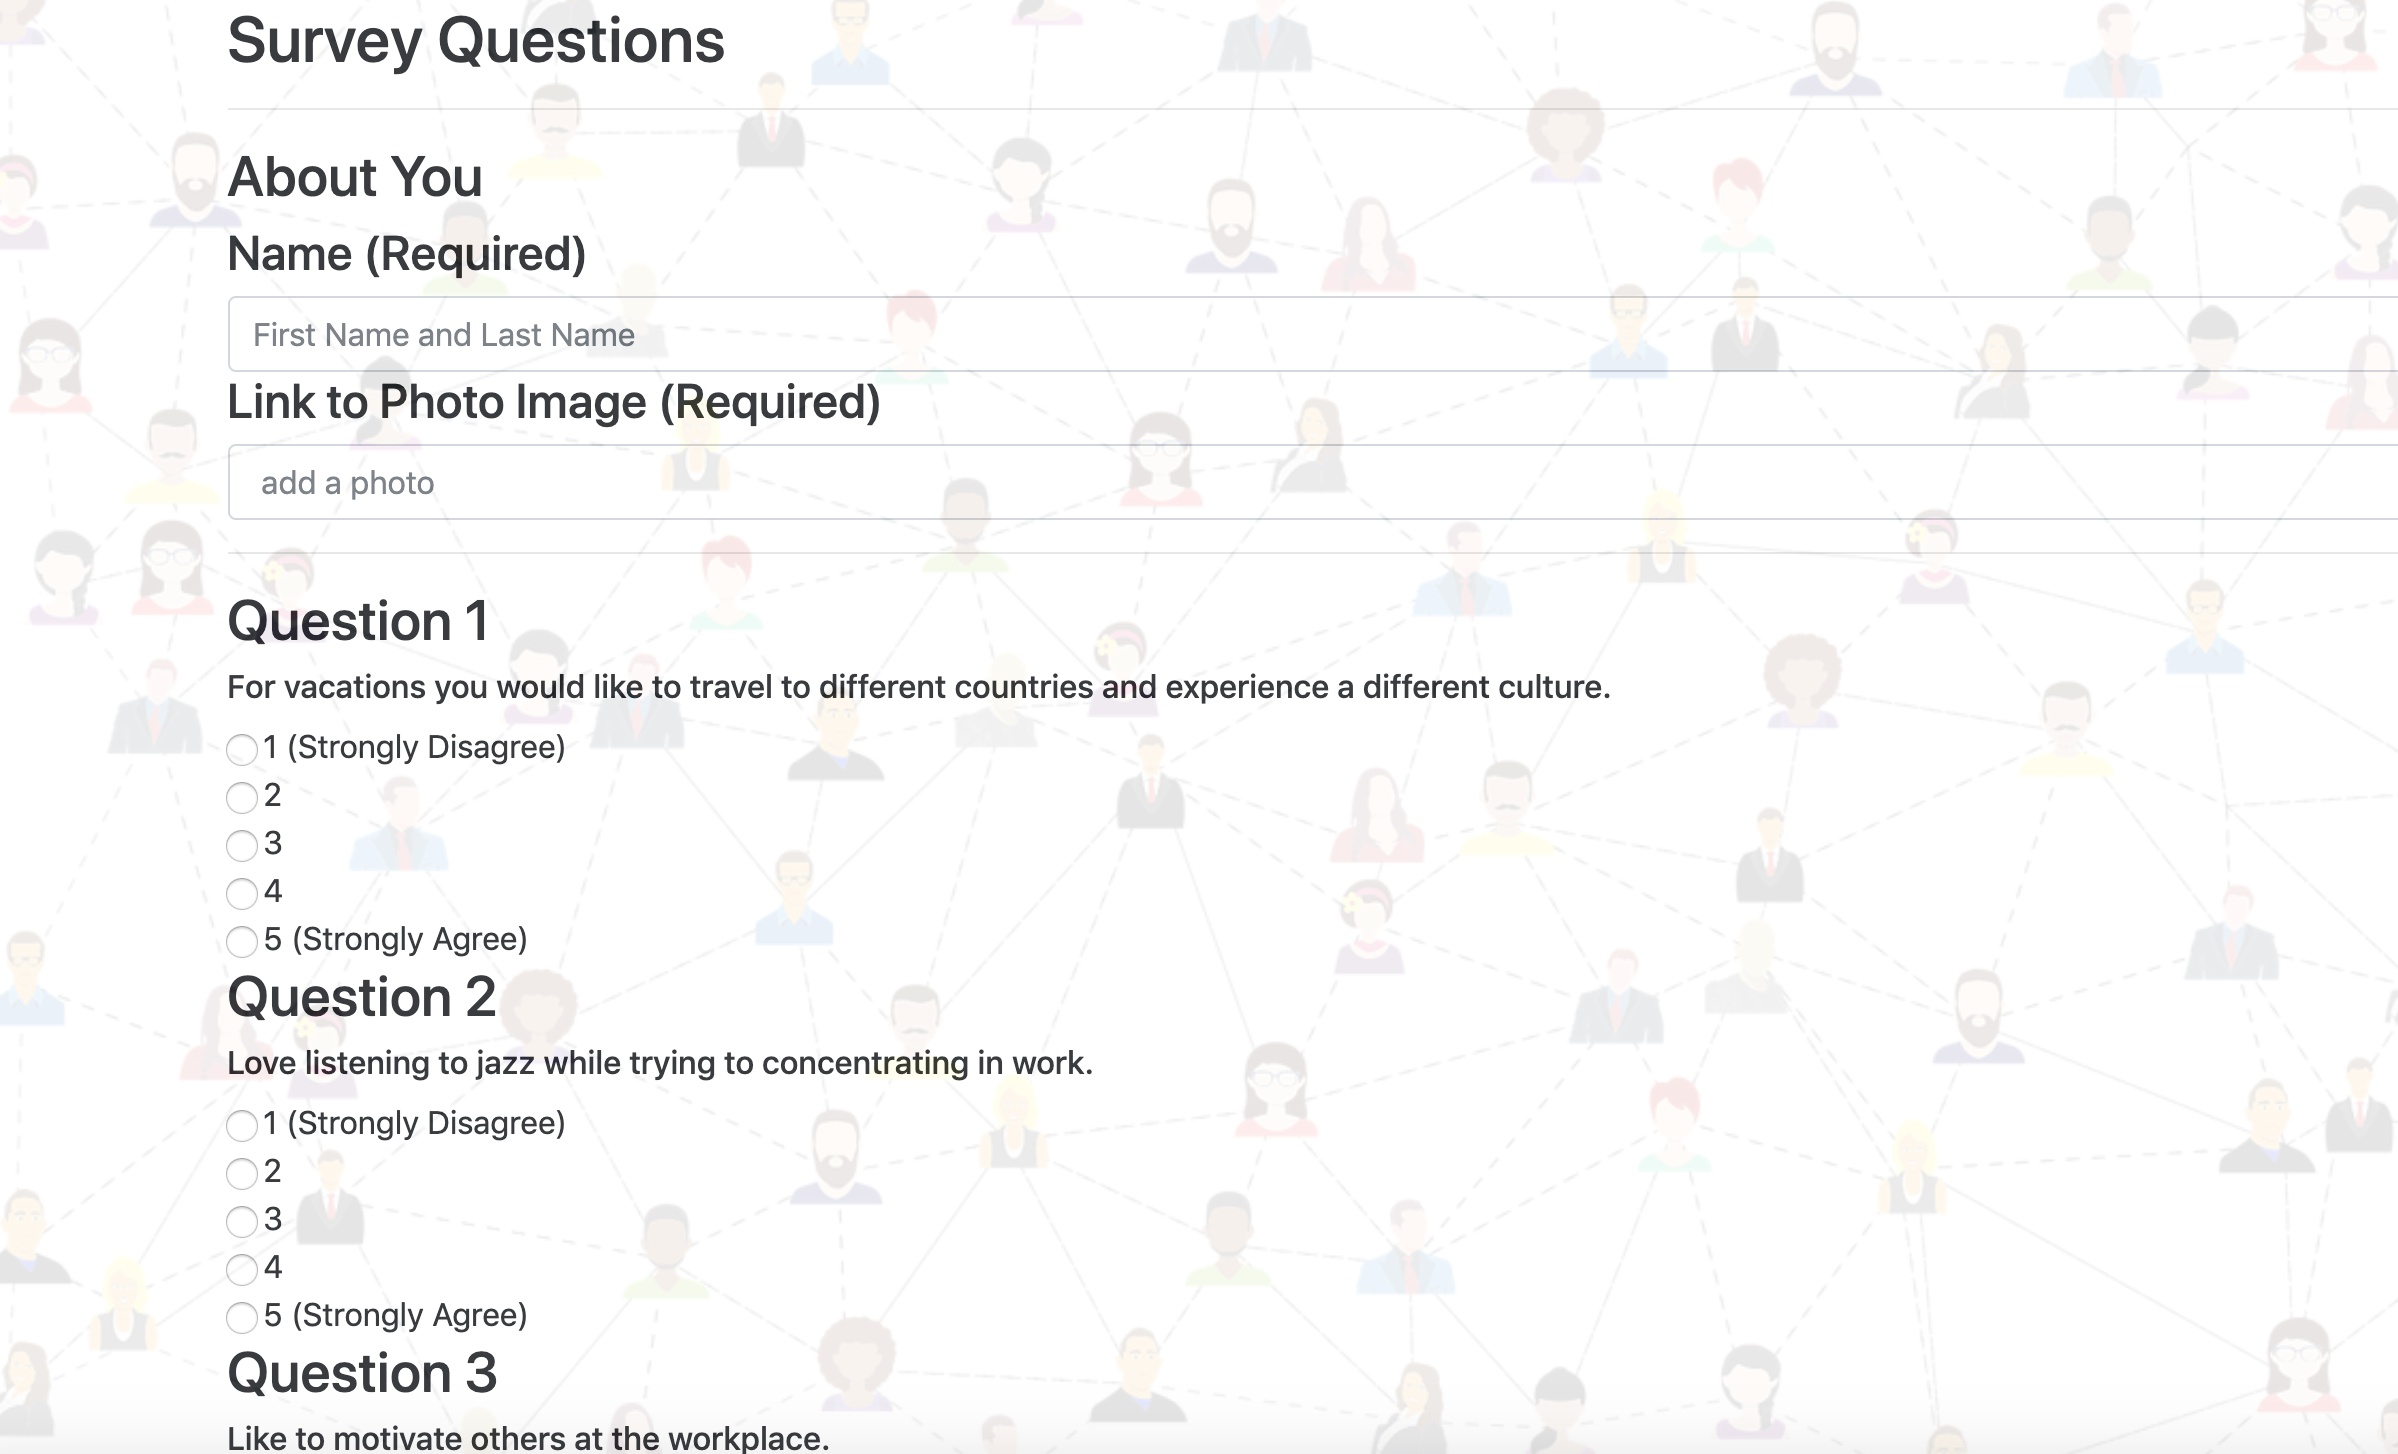 Survey Questions
About You
Name (Required)
First Name and Last Name
Link to Photo Image (Required)
add a photo
Question 1
For vacations you would like to travel to different countries and experience a different culture.
1 (Strongly Disagree)
2
3
4
5 (Strongly Agree)
Question 2
Love listening to jazz while trying to concentrating in work.
1 (Strongly Disagree)
2
3
4
5 (Strongly Agree)
Question 3
Like to motivate others at the workplace.